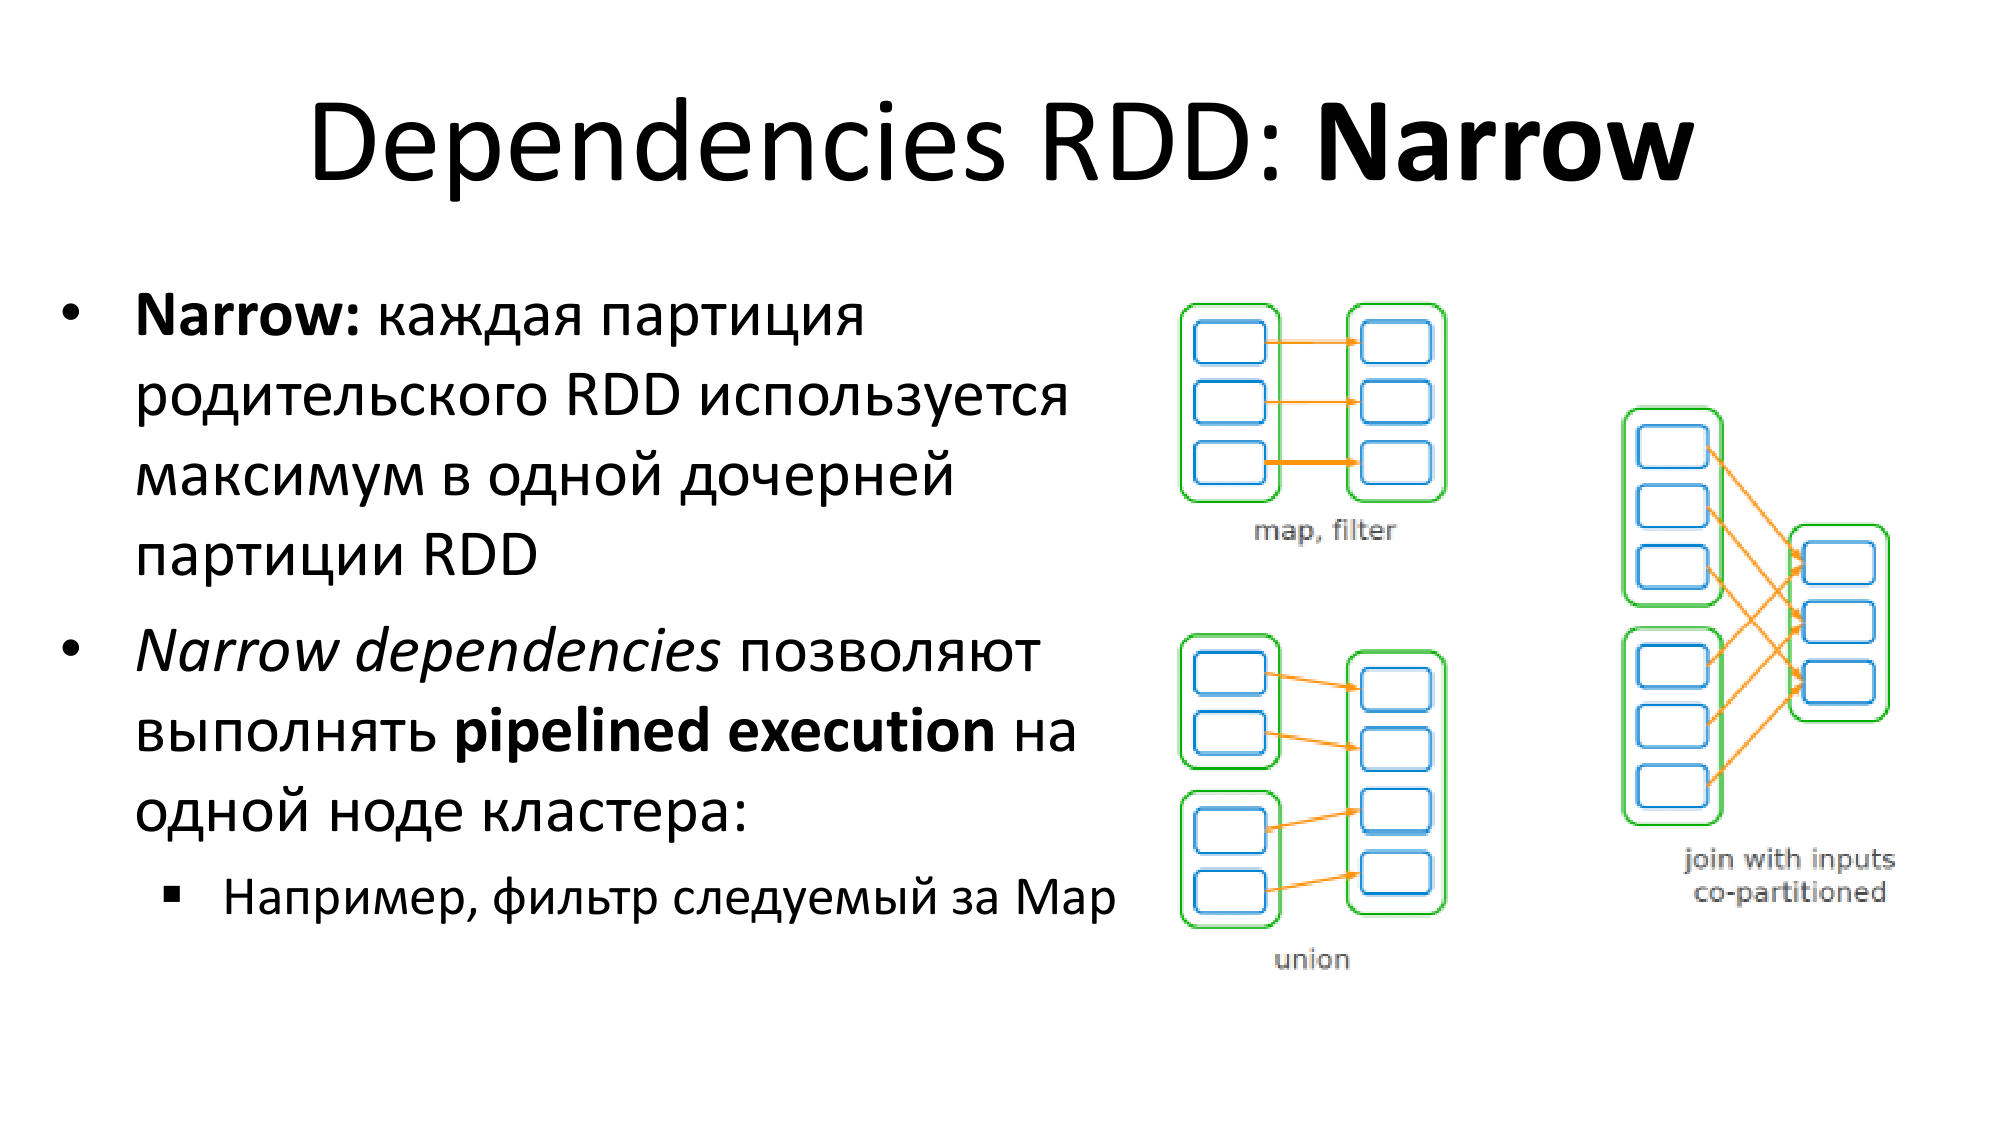 Dependencies RDD: Narrow
• Narrow: каждая партиция
родительского RDD используется
максимум в одной дочерней
партиции RDD
• Narrow dependencies позволяют
выполнять pipelined execution на
одной ноде кластера:
▪ Например, фильтр следуемый за Map
map, filter
union
join with inputs
co-partitioned